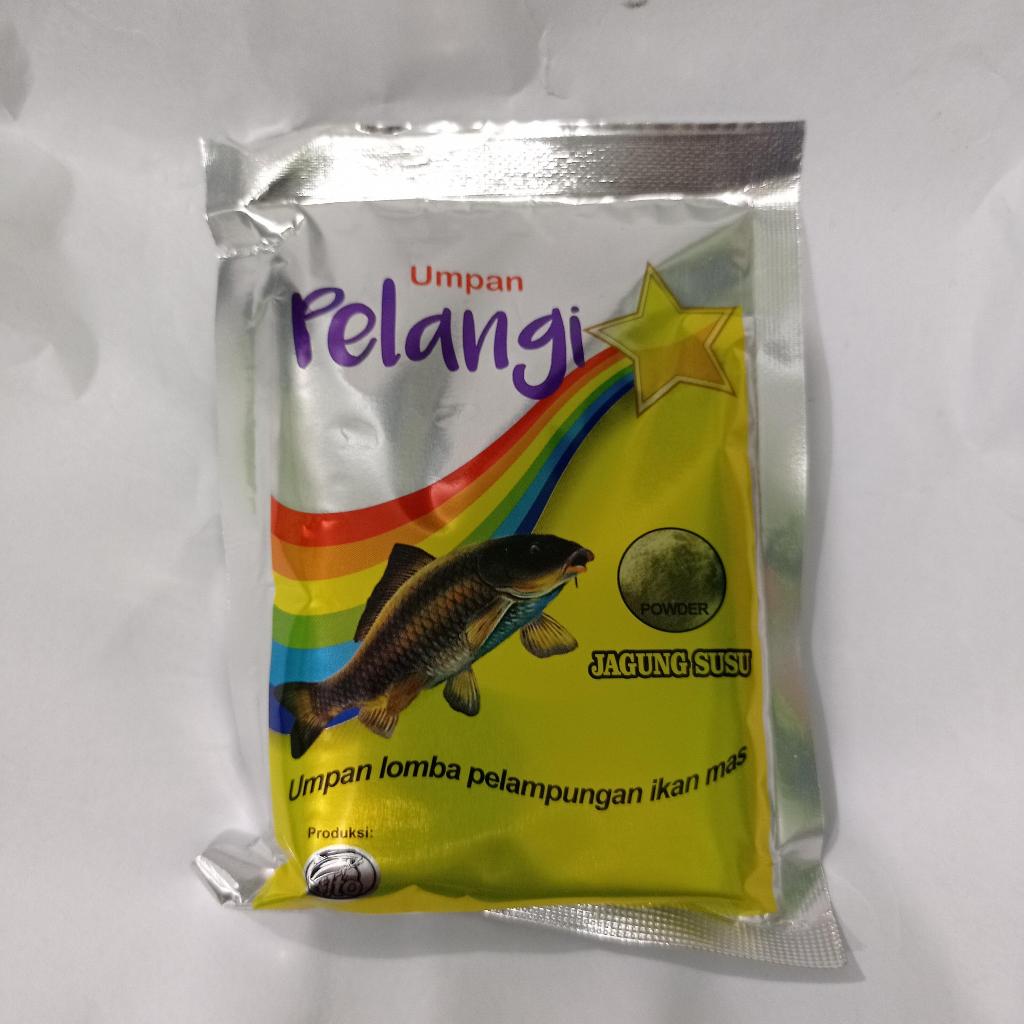 Umpan
Pelangi
POWDER
JAGUNG SUSU
Umpan lomba pelampungan ikan mas
Produksi: